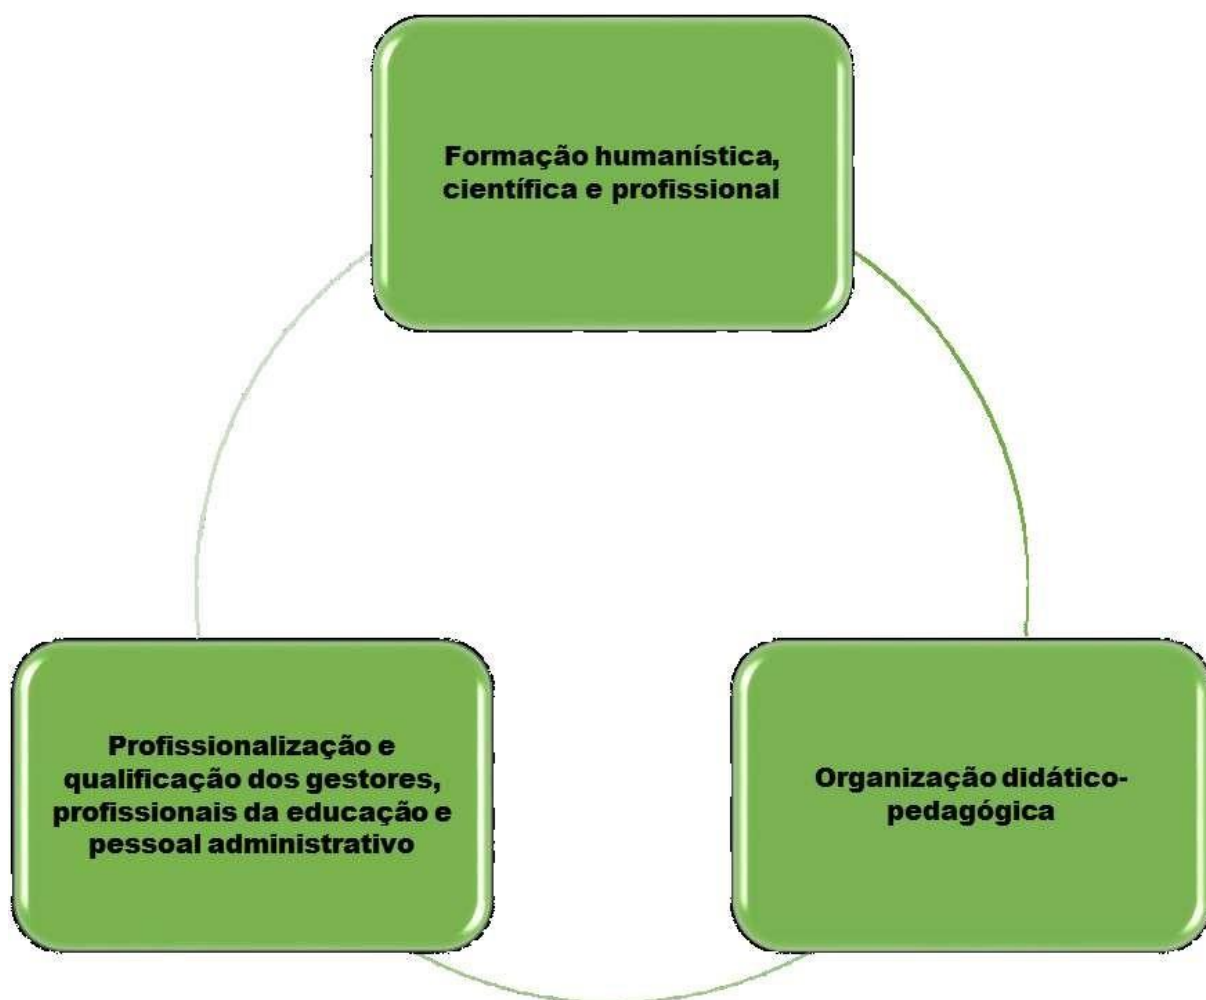 Formação humanística,
científica e profissional
Profissionalização e
qualificação dos gestores,
profissionais da educação e
pessoal administrativo
Organização didático-
pedagógica